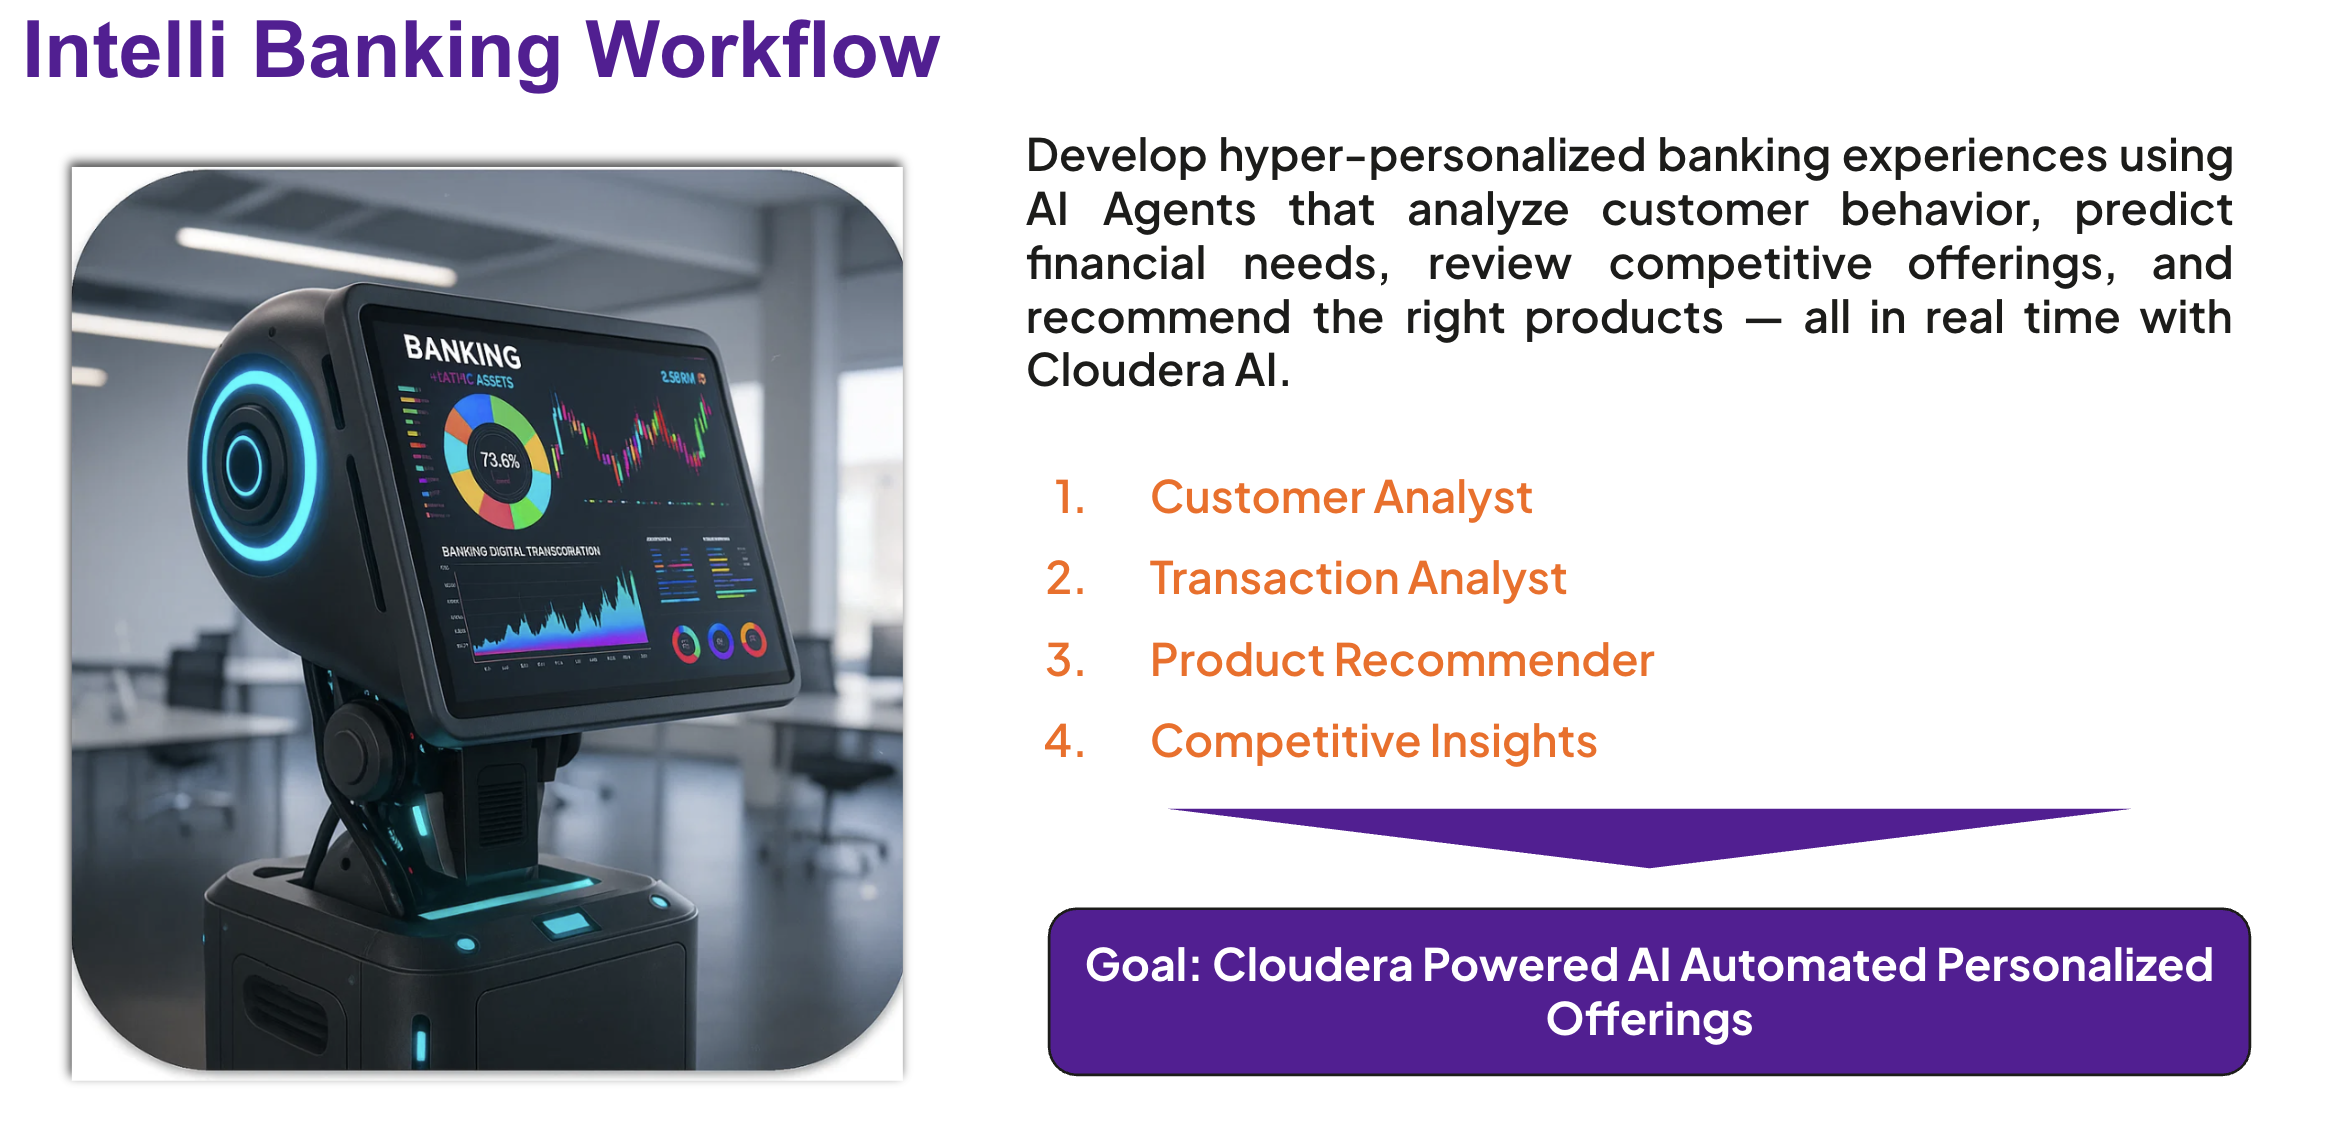 Intelli Banking Workflow
Develop hyper-personalized banking experiences using
AI Agents that analyze customer behavior, predict
financial needs, review competitive offerings, and
recommend the right products — all in real time with
Cloudera AI.
1. Customer Analyst
2. Transaction Analyst
3. Product Recommender
4. Competitive Insights
Goal: Cloudera Powered AI Automated Personalized
Offerings
BANKING
ASSETS
73.6%
BANKING DIGITAL TRANSCORATION